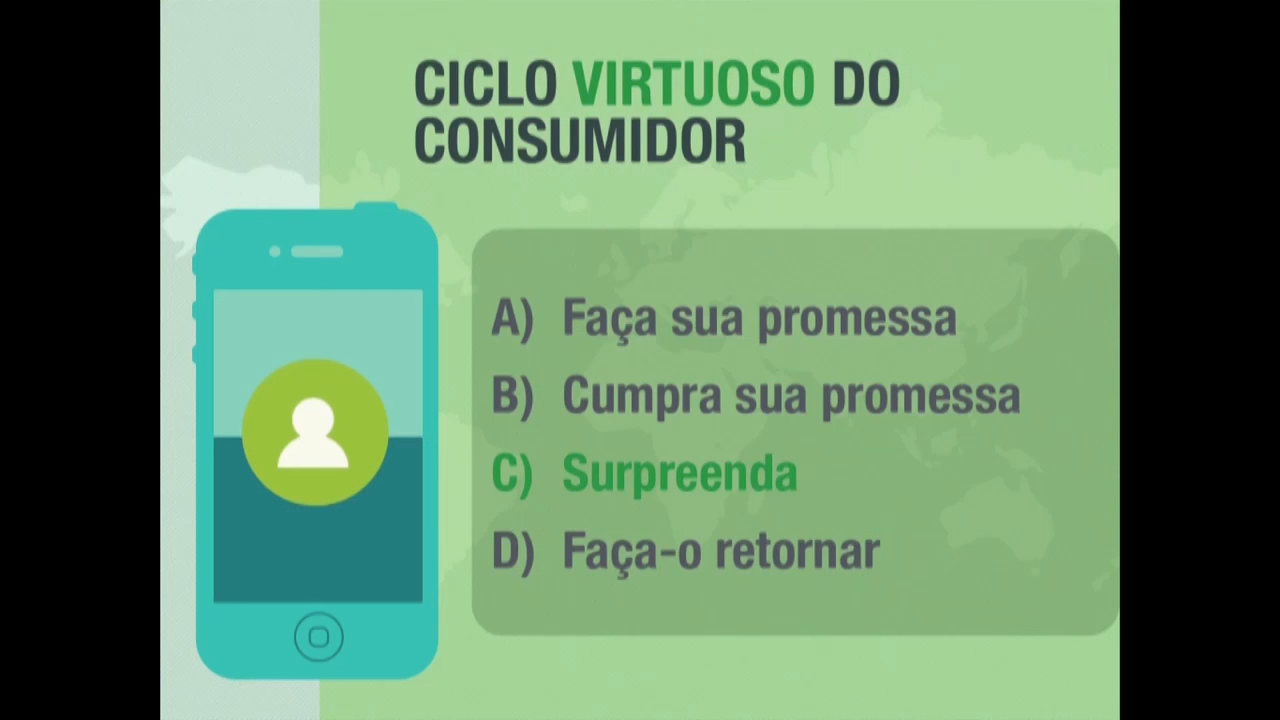 CICLO VIRTUOSO DO
CONSUMIDOR
A) Faça sua promessa
B) Cumpra sua promessa
C) Surpreenda
D) Faça-o retornar